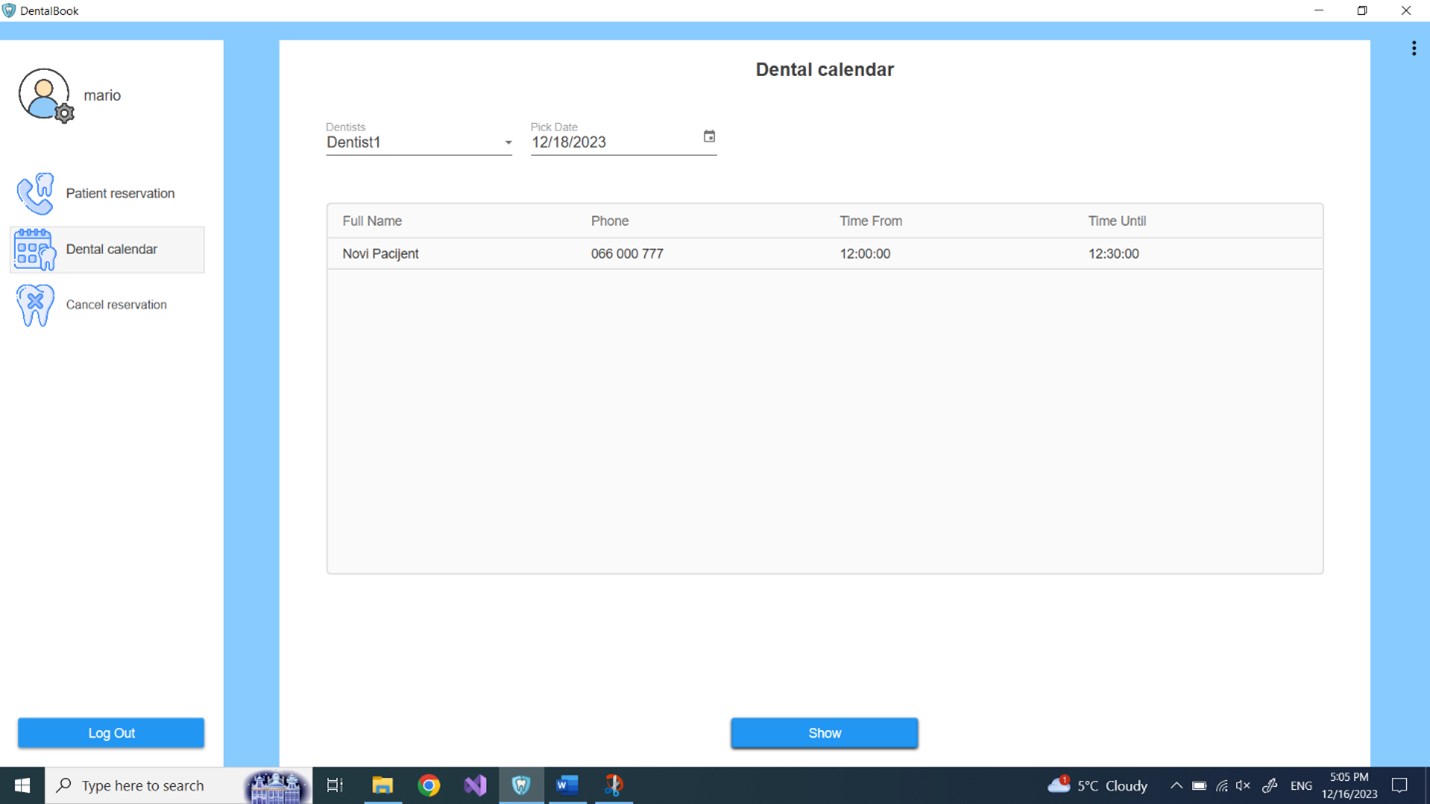 DentalBook
mario
Patient reservation
Dental calendar
Cancel reservation
Log Out
Dental calendar
Dentists
Dentist1
Pick Date
12/18/2023
Full Name Phone Time From Time Until
Novi Pacijent 066 000 777 12:00:00 12:30:00
Show
Type here to search
1
5°C Cloudy
ENG
5:05 PM
12/16/2023